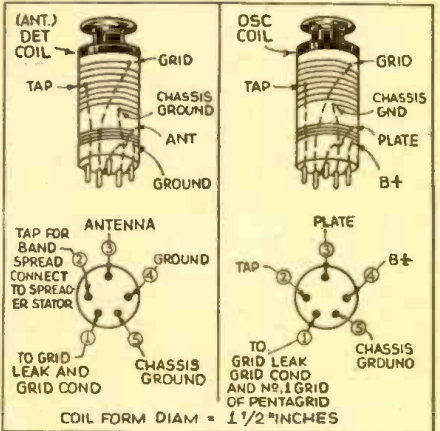 (ANT.)
DET
COIL
GRID
TAP
CHASSIS
GROUND
ANT
GROUND
OSC
COIL
GRID
TAP
CHASSIS
GND
PLATE
B+
ANTENNA
TAP FOR
BAND
SPREAD
CONNECT
TO SPREAD-
ER STATOR
3
2
4
GROUND
1
5
TO GRID
LEAK AND
GRID COND
CHASSIS
GROUND
PLATE
3
TAP
2
4
B+
1
5
TO
GRID LEAK
GRID COND
AND Nº.1 GRID
OF PENTAGRID
CHASSIS
GROUND
COIL FORM DIAM = 1 1/2" INCHES